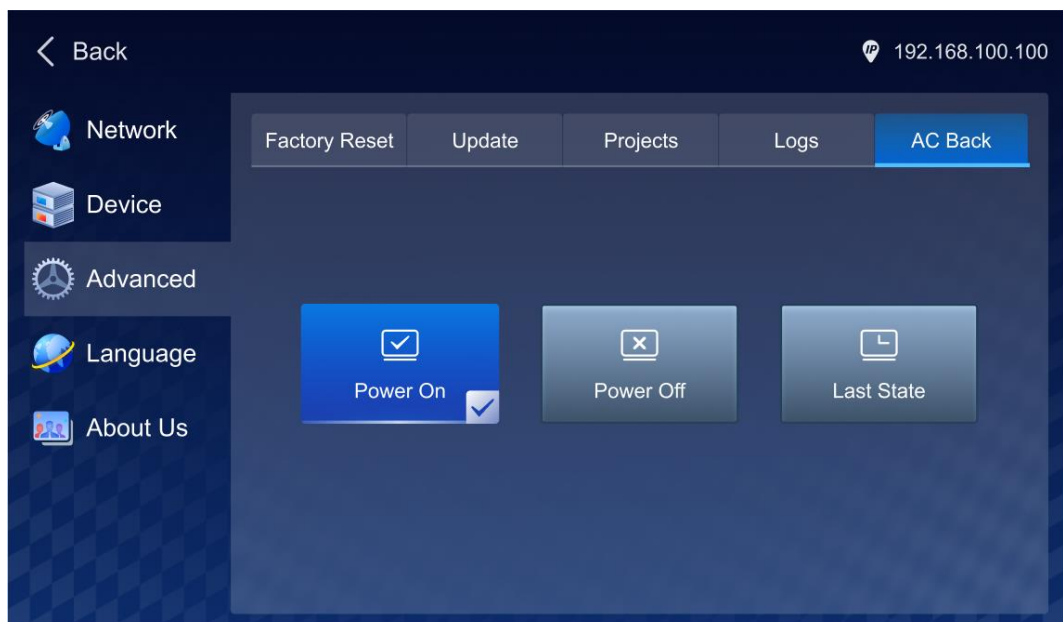 Back
IP 192.168.100.100
Network
Device
Advanced
Language
About Us
Factory Reset Update Projects Logs AC Back
Power On Power Off Last State